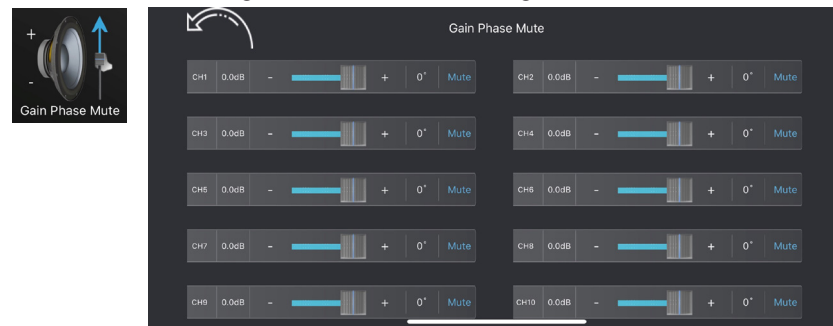 +
-
Gain Phase Mute
Gain Phase Mute
CH1 0.0dB - + 0° Mute
CH2 0.0dB - + 0° Mute
CH3 0.0dB - + 0° Mute
CH4 0.0dB - + 0° Mute
CH5 0.0dB - + 0° Mute
CH6 0.0dB - + 0° Mute
CH7 0.0dB - + 0° Mute
CH8 0.0dB - + 0° Mute
CH9 0.0dB - + 0° Mute
CH10 0.0dB - + 0° Mute